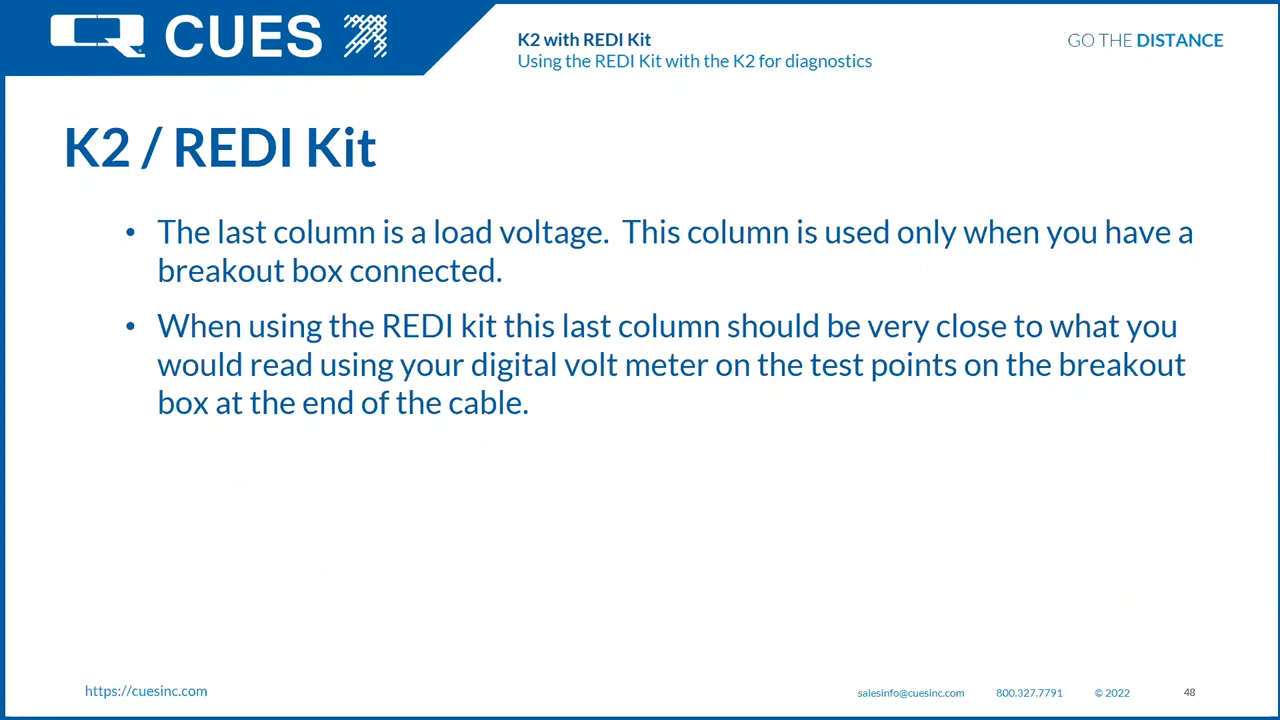 CUES
K2 with REDI Kit
Using the REDI Kit with the K2 for diagnostics
GO THE DISTANCE
K2 / REDI Kit
• The last column is a load voltage.  This column is used only when you have a
breakout box connected.
• When using the REDI kit this last column should be very close to what you
would read using your digital volt meter on the test points on the breakout
box at the end of the cable.
https://cuesinc.com
salesinfo@cuesinc.com
800.327.7791
© 2022
48